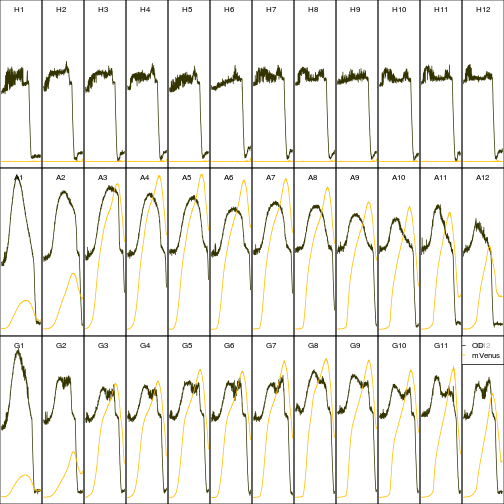 H1 H2 H3 H4 H5 H6 H7 H8 H9 H10 H11 H12
A1 A2 A3 A4 A5 A6 A7 A8 A9 A10 A11 A12
G1 G2 G3 G4 G5 G6 G7 G8 G9 G10 G11
OD
mVenus